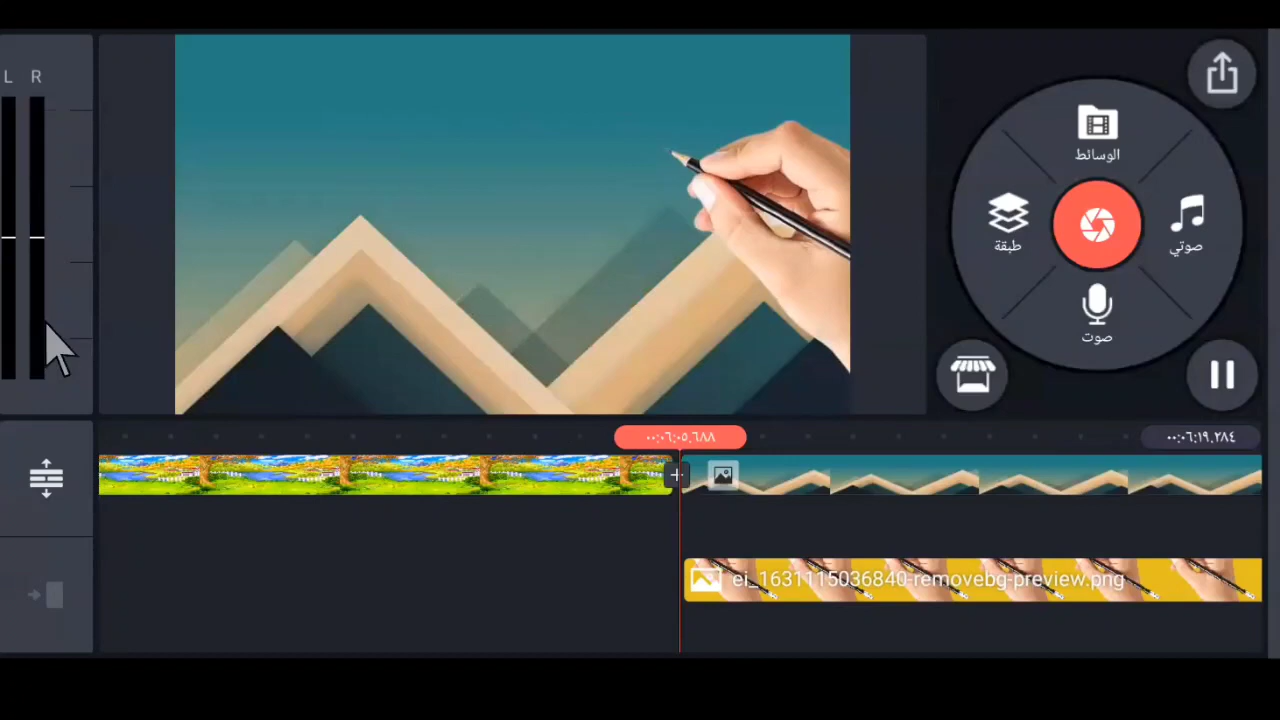 L R
الوسائط
طبقة
صوتي
صوت
٠٠:٠٦:٠٥.٦٨٨
٠٠:٠٦:١٩.٢٨٤
ei_1631115036840-removebg-preview.png